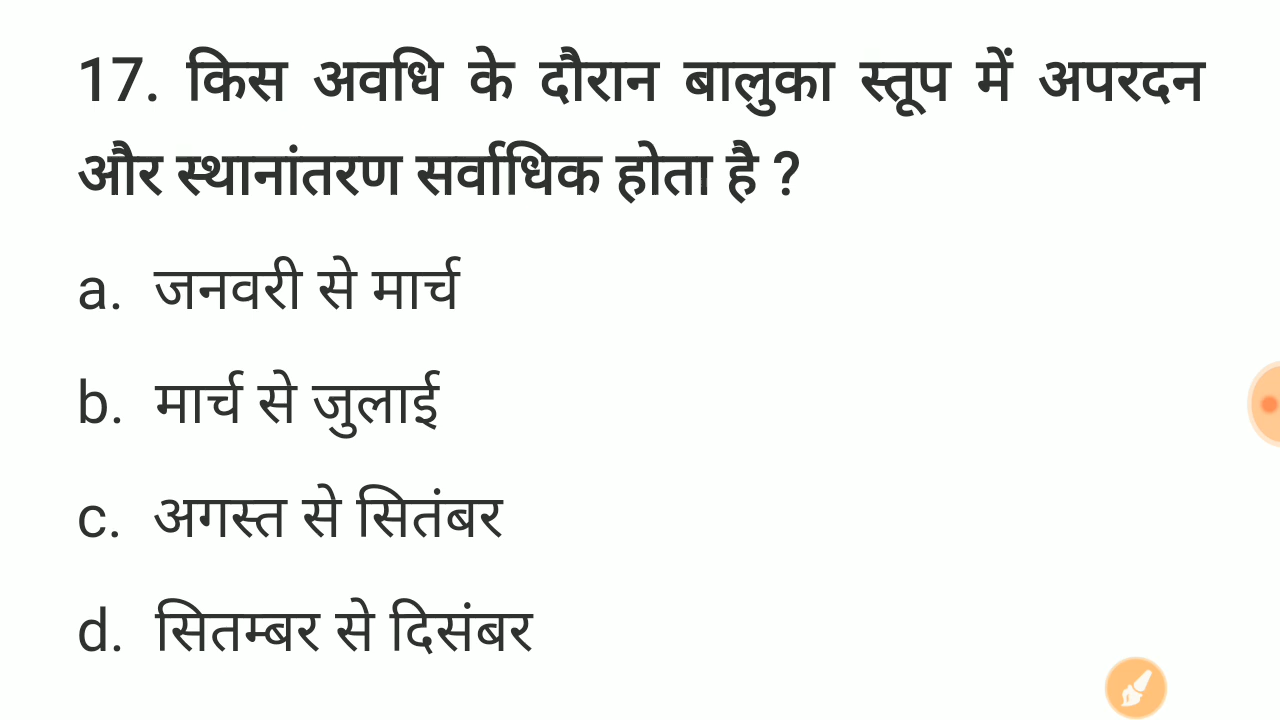 17. किस अवधि के दौरान बालुका स्तूप में अपरदन
और स्थानांतरण सर्वाधिक होता है ?
a. जनवरी से मार्च
b. मार्च से जुलाई
c. अगस्त से सितंबर
d. सितम्बर से दिसंबर